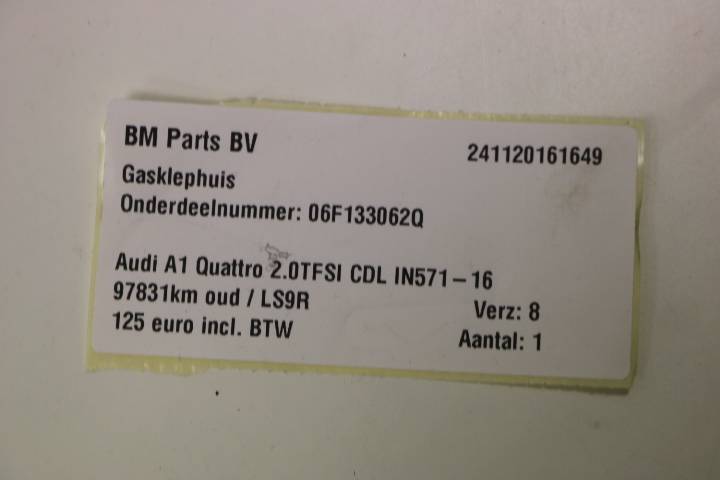 BM Parts BV
241120161649
Gasklephuis
Onderdeelnummer: 06F133062Q
Audi A1 Quattro 2.0TFSI CDL IN571-16
97831km oud / LS9R
Verz: 8
125 euro incl. BTW
Aantal: 1